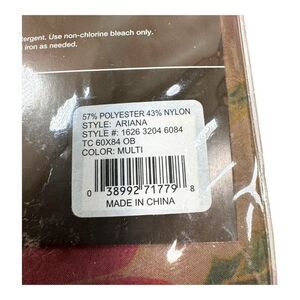 tergent. Use non-chlorine bleach only.
iron as needed.
57% POLYESTER 43% NYLON
STYLE: ARIANA
STYLE #: 1626 3204 6084
TC 60X84 OB
COLOR: MULTI
0 38992 71779 8
MADE IN CHINA